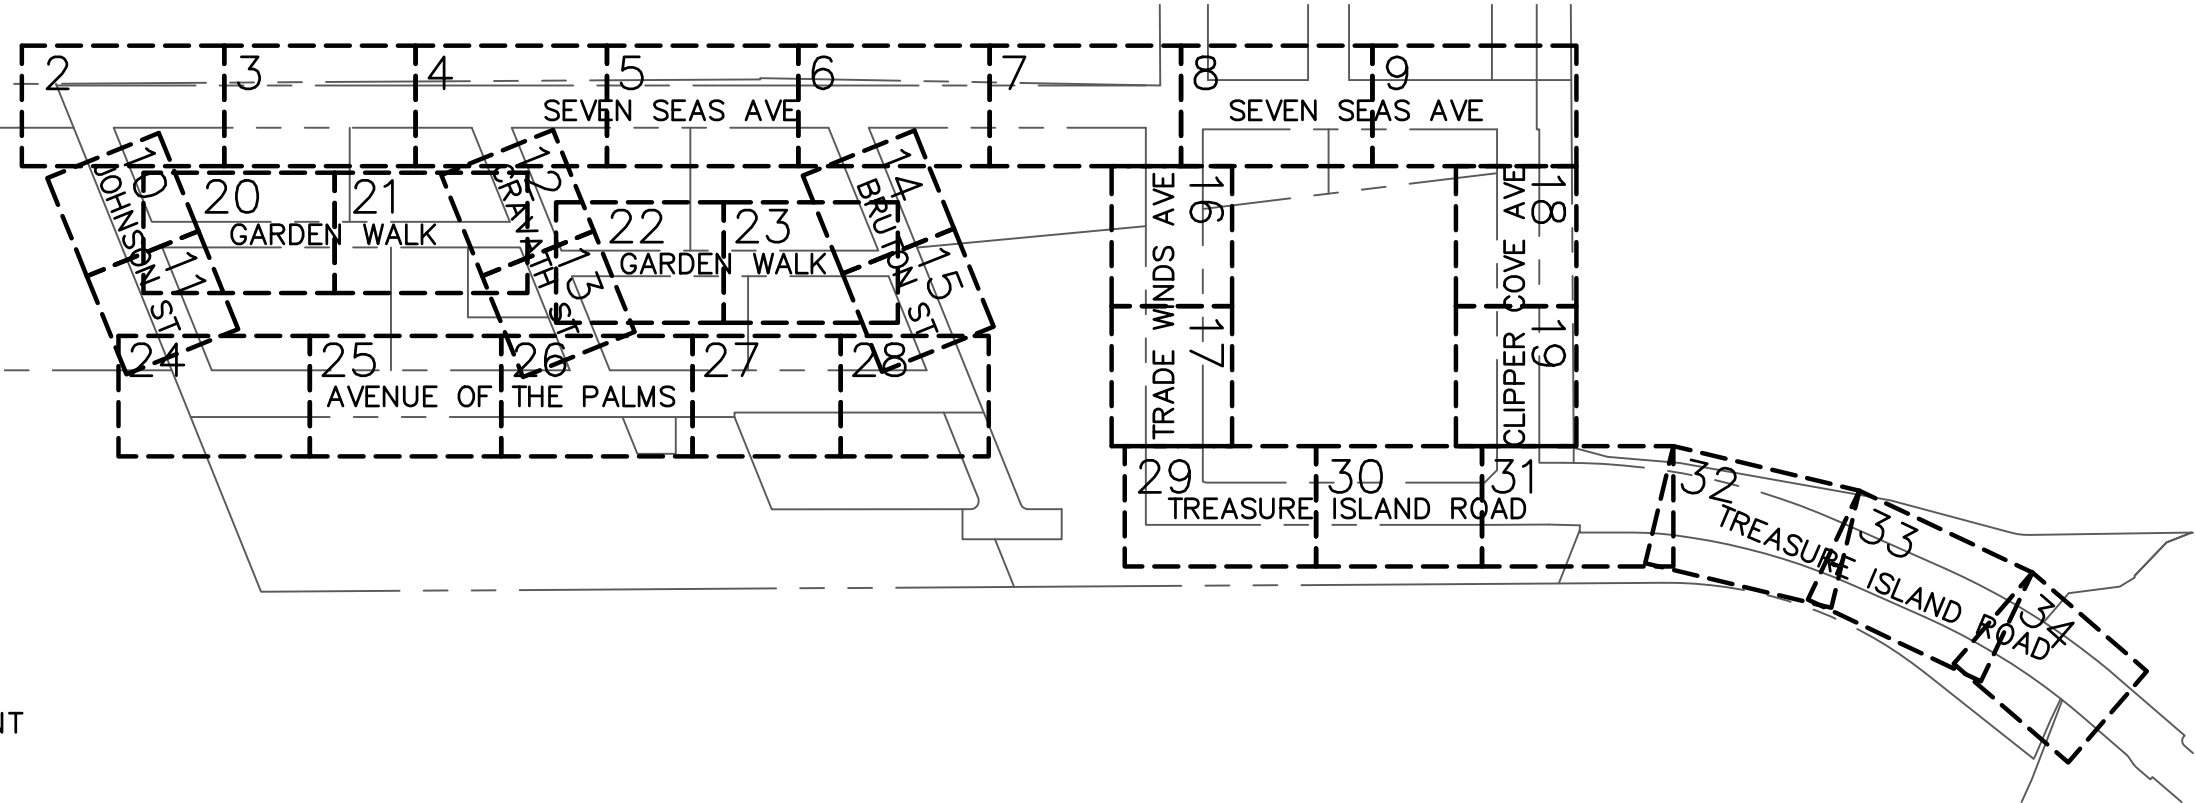 2 3 4 5 6 7 8 9
SEVEN SEAS AVE SEVEN SEAS AVE
10 12 14
JOHNSON ST CRAVATH ST BRUTON ST
20 21 22 23
GARDEN WALK GARDEN WALK
16 18
11 13 15
TRADE WINDS AVE CLIPPER COVE AVE
17 19
24 25 26 27 28
AVENUE OF THE PALMS
29 30 31 32 33 34
TREASURE ISLAND ROAD TREASURE ISLAND ROAD
NT